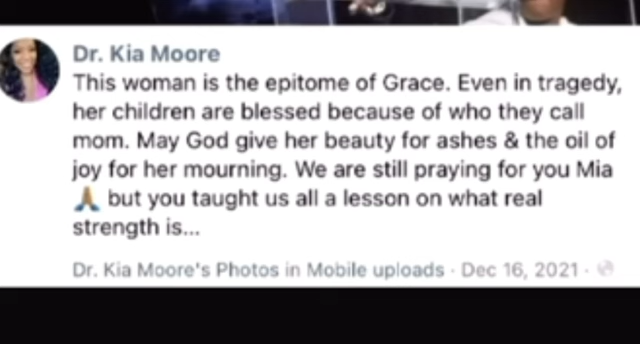 Dr. Kia Moore
This woman is the epitome of Grace. Even in tragedy,
her children are blessed because of who they call
mom. May God give her beauty for ashes & the oil of
joy for her mourning. We are still praying for you Mia
🙏🏽 but you taught us all a lesson on what real
strength is...
Dr. Kia Moore's Photos in Mobile uploads · Dec 16, 2021 ·